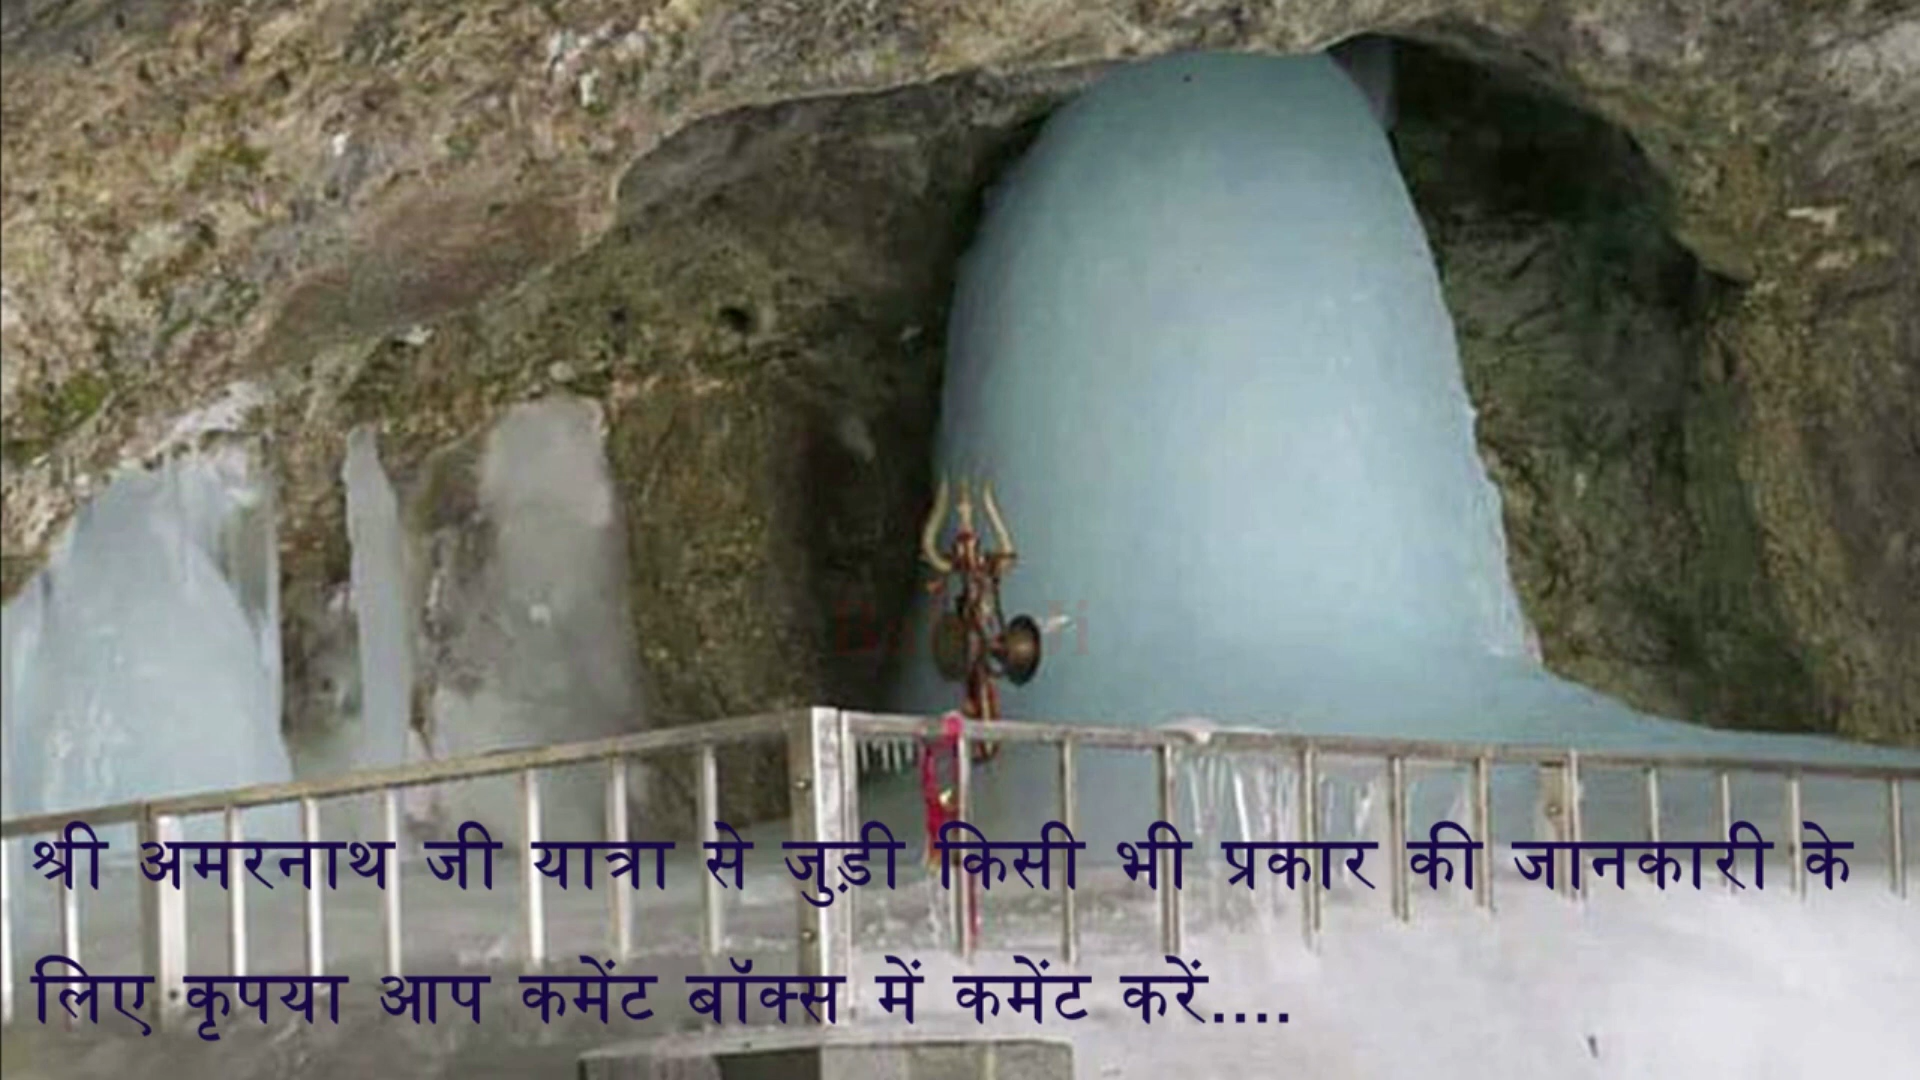 श्री अमरनाथ जी यात्रा से जुड़ी किसी भी प्रकार की जानकारी के
लिए कृपया आप कमेंट बॉक्स में कमेंट करें....